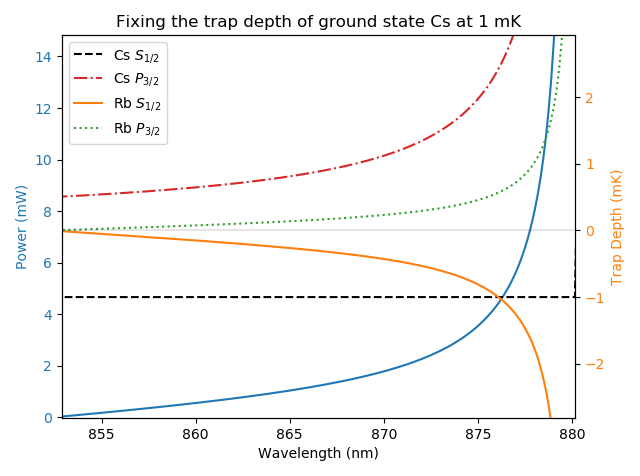 Fixing the trap depth of ground state Cs at 1 mK
Cs S1/2
Cs P3/2
Rb S1/2
Rb P3/2
14
12
10
8
6
4
2
0
Power (mW)
2
1
0
−1
−2
Trap Depth (mK)
855
860
865
870
875
880
Wavelength (nm)